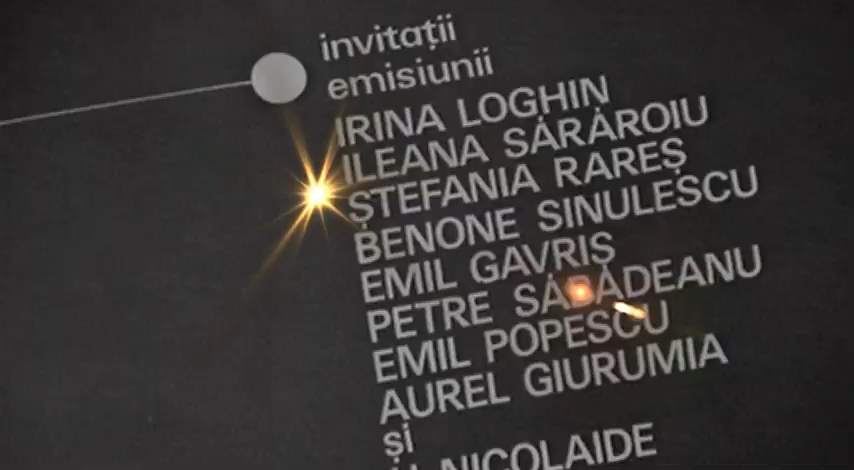 invitații
emisiunii
IRINA LOGHIN
ILEANA SĂRĂROIU
ȘTEFANIA RAREȘ
BENONE SINULESCU
EMIL GAVRIȘ
PETRE SĂBĂDEANU
EMIL POPESCU
AUREL GIURUMIA
și
NICOLAIDE